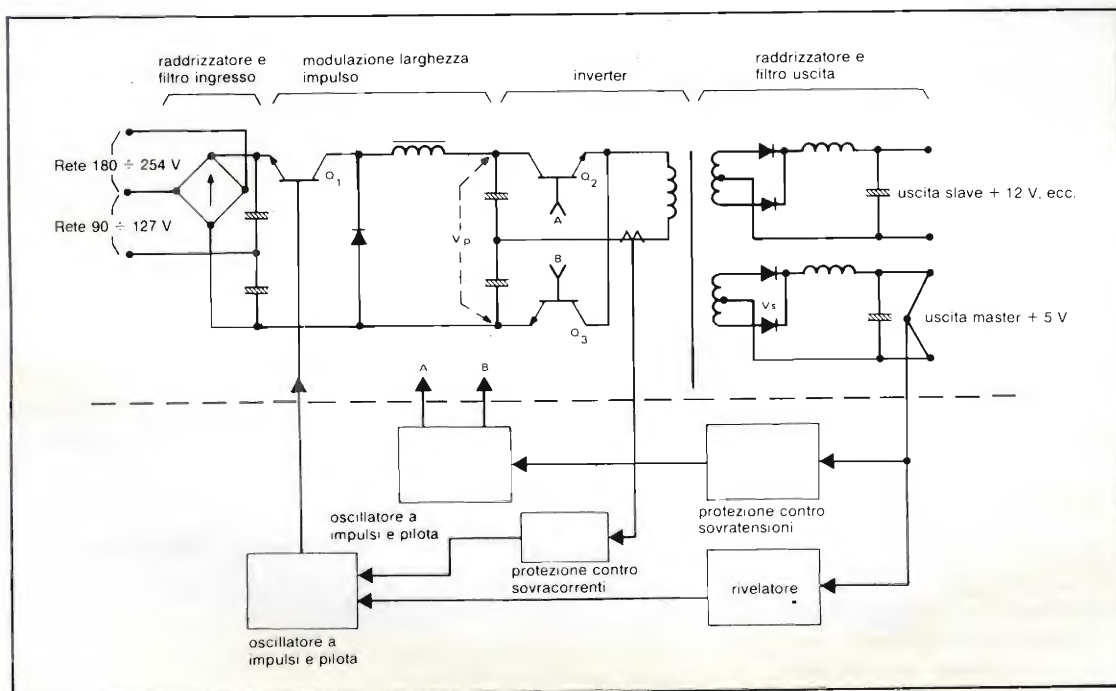 raddrizzatore e
filtro ingresso
modulazione larghezza
impulso
inverter
raddrizzatore e
filtro uscita
Rete 180 ÷ 254 V
Rete 90 ÷ 127 V
Q1
Q2
A
Vp
B
Q3
uscita slave + 12 V, ecc.
Vs
uscita master + 5 V
A
B
oscillatore a
impulsi e pilota
protezione contro
sovratensioni
protezione contro
sovracorrenti
rivelatore
oscillatore a
impulsi e pilota